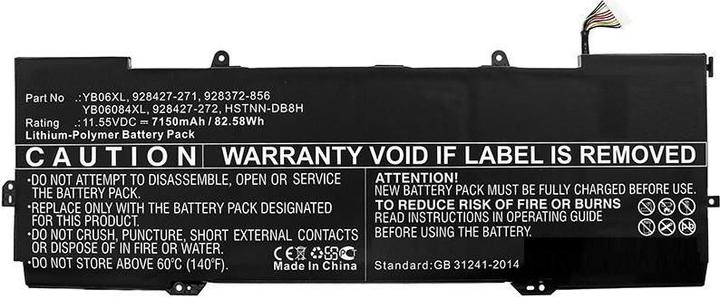 Part No YB06XL, 928427-271, 928372-856
YB06084XL, 928427-272, HSTNN-DB8H
Rating : 11.55VDC ⎓ 7150mAh / 82.58Wh
Lithium-Polymer Battery Pack
CAUTION
WARRANTY VOID IF LABEL IS REMOVED
•DO NOT ATTEMPT TO DISASSEMBLE, OPEN OR SERVICE
THE BATTERY PACK.
•REPLACE ONLY WITH THE BATTERY PACK DESIGNATED
FOR THIS PRODUCT.
•DO NOT CRUSH, PUNCTURE, SHORT EXTERNAL CONTACTS
OR DISPOSE OF IN FIRE OR WATER.
•DO NOT STORE ABOVE 60°C (140°F).
CE FC
Made In China
ATTENTION!
NEW BATTERY PACK MUST BE FULLY CHARGED BEFORE USE.
TO REDUCE RISK OF FIRE OR BURNS
READ INSTRUCTIONS IN OPERATING GUIDE
BEFORE USING BATTERY.
Standard:GB 31241-2014